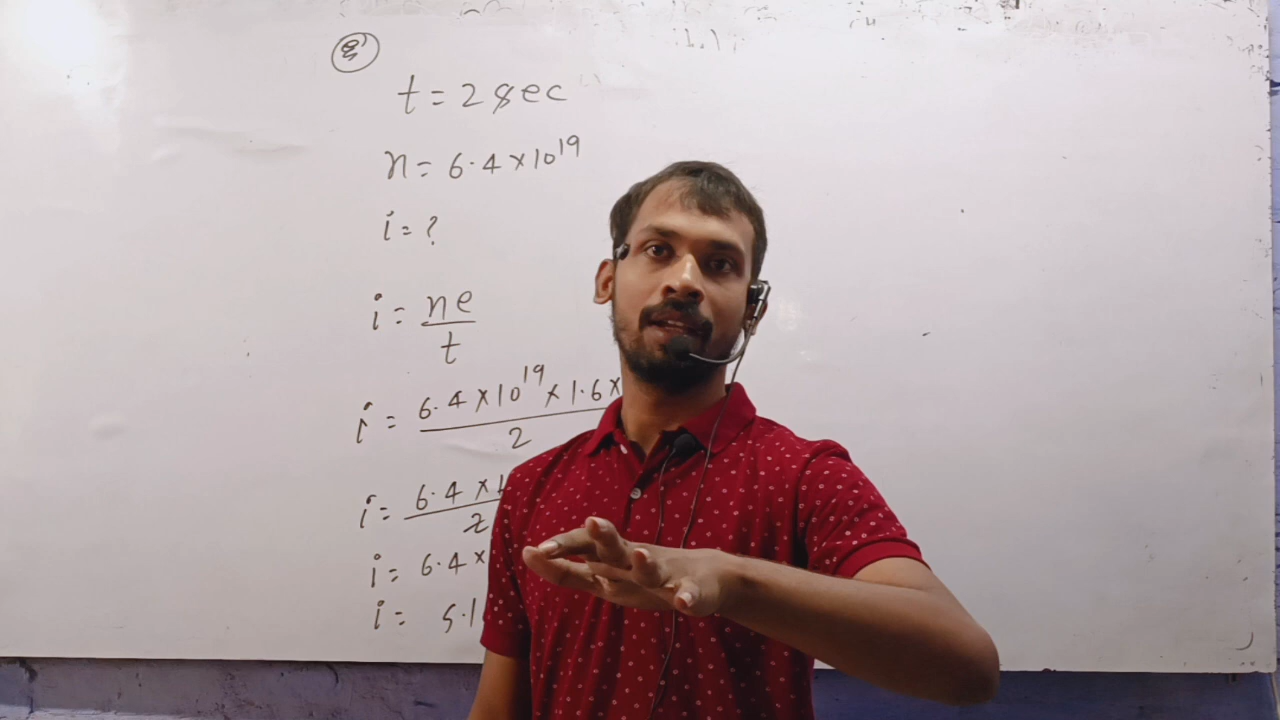 t = 2 sec
n = 6.4 × 10¹⁹
i = ?
i = ne/t
i = 6.4 × 10¹⁹ × 1.6 ×/2
i = 6.4 × 1/2
i = 6.4 ×
i = 5.1